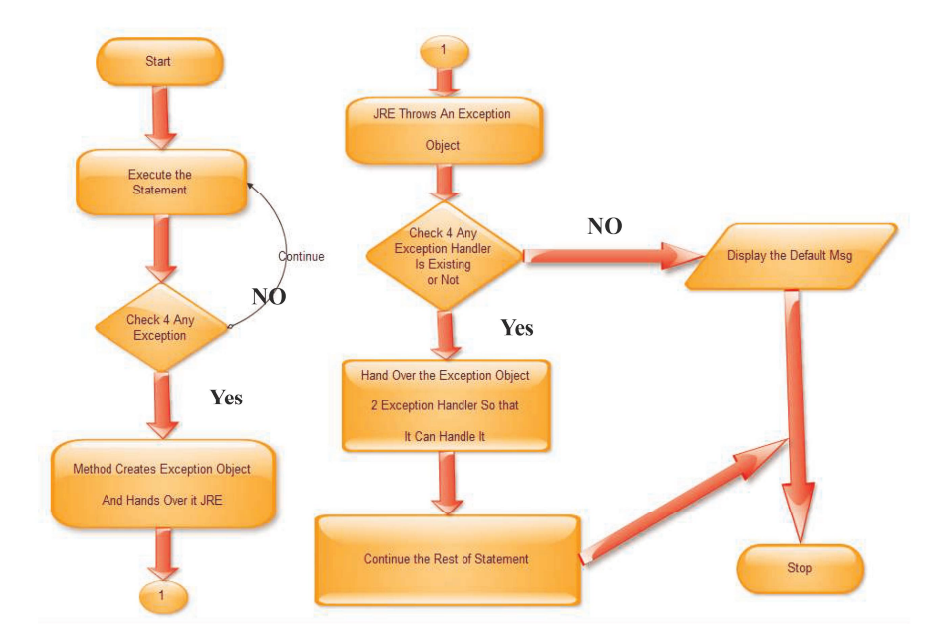 Start
Execute the
Statement
Continue
NO
Check 4 Any
Exception
Yes
Method Creates Exception Object
And Hands Over it JRE
1
1
JRE Throws An Exception
Object
Check 4 Any
Exception Handler
Is Existing
or Not
NO
Display the Default Msg
Yes
Hand Over the Exception Object
2 Exception Handler So that
It Can Handle It
Continue the Rest of Statement
Stop